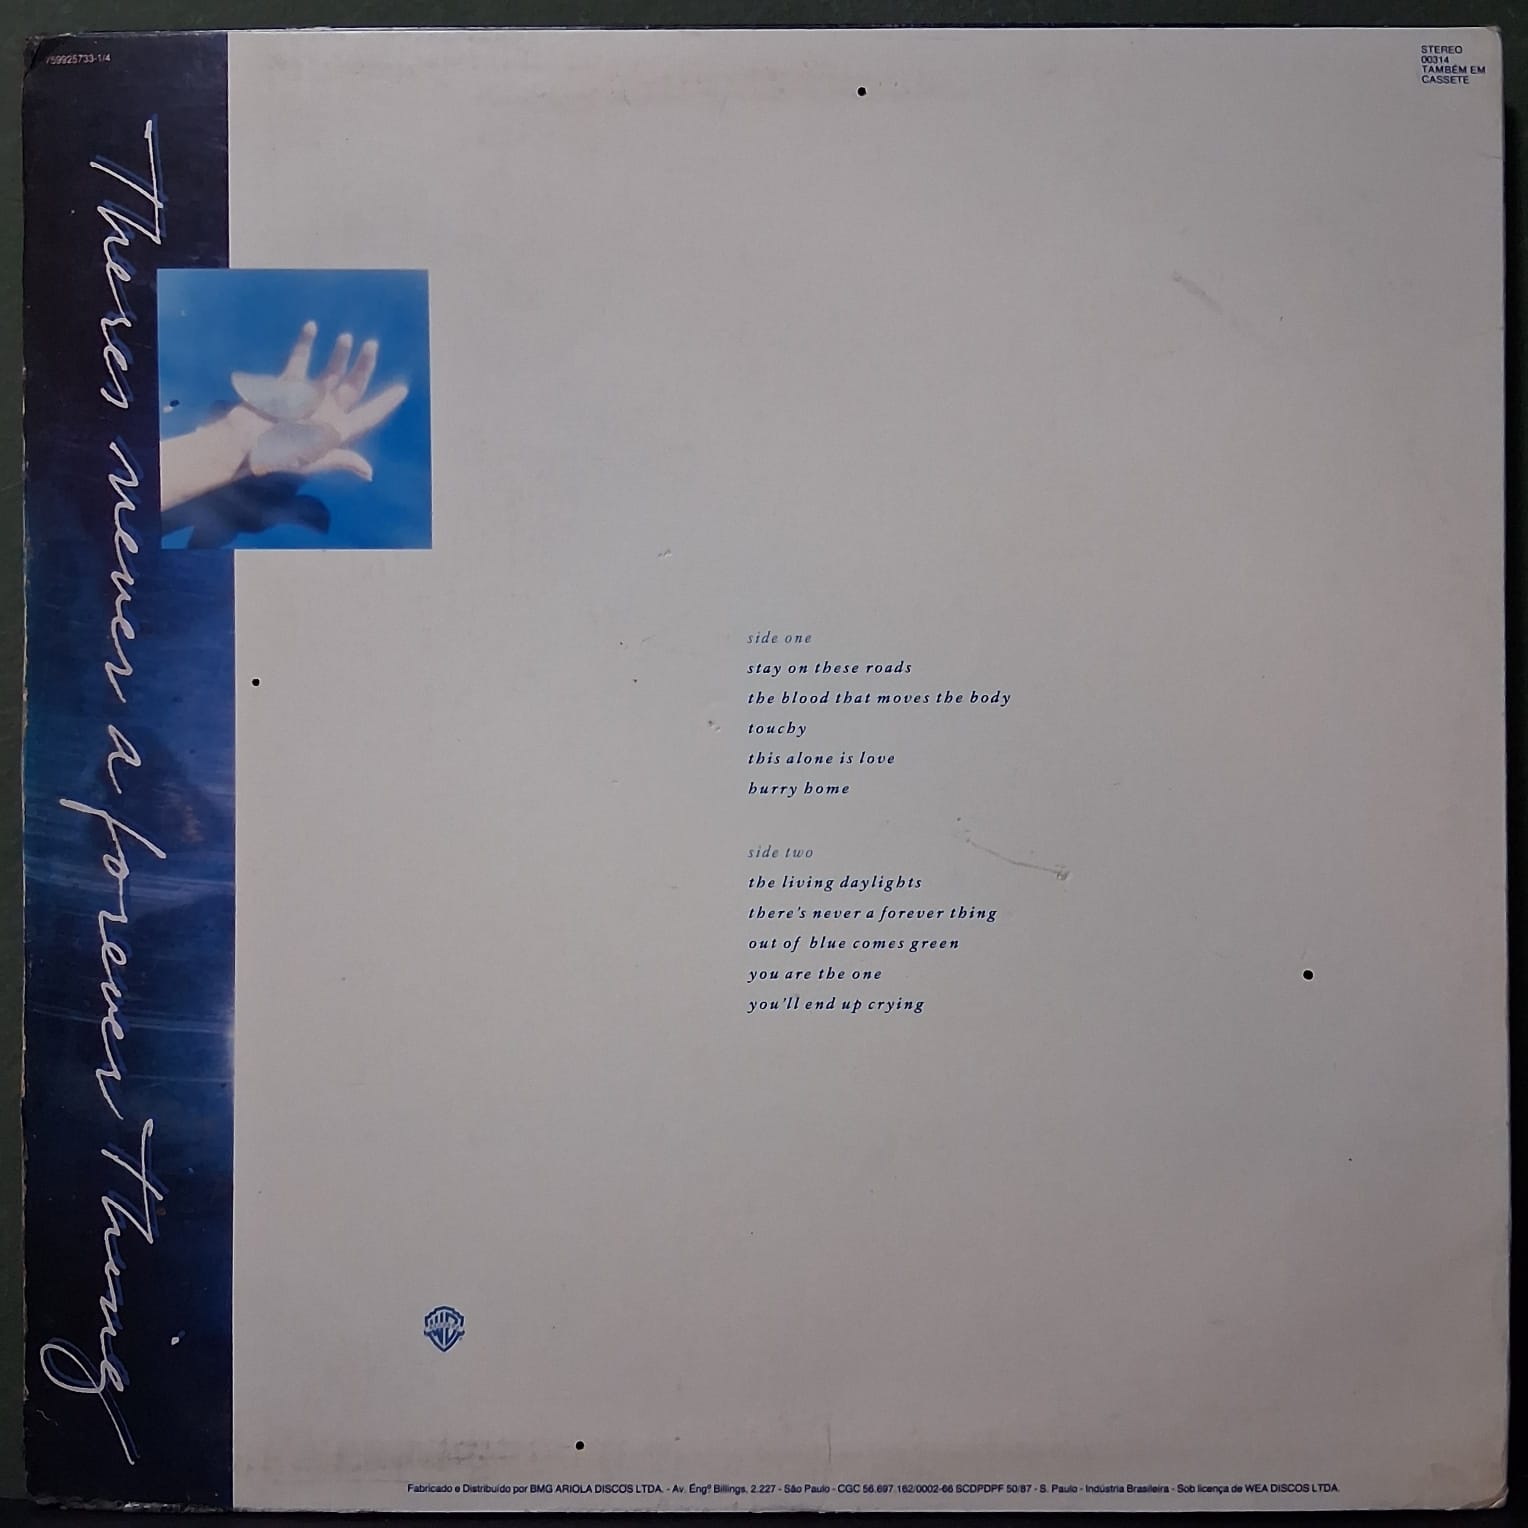 759925733-1/4
STEREO
00314
TAMBÉM EM
CASSETE
There's never a forever thing
side one
stay on these roads
the blood that moves the body
touchy
this alone is love
hurry home
side two
the living daylights
there's never a forever thing
out of blue comes green
you are the one
you'll end up crying
Fabricado e Distribuído por BMG ARIOLA DISCOS LTDA. - Av. Engº Billings, 2.227 - São Paulo - CGC 56.697.162/0002-66 SCDPDPF 50/87 - S. Paulo - Indústria Brasileira - Sob licença de WEA DISCOS LTDA.